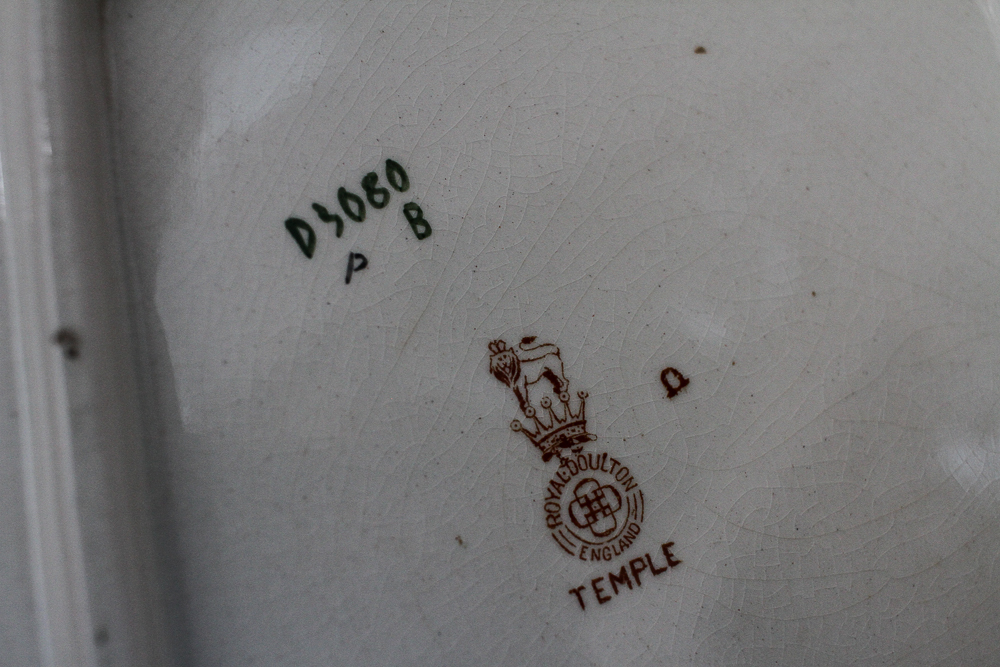 D3080
B
P
ROYAL DOULTON
ENGLAND
TEMPLE